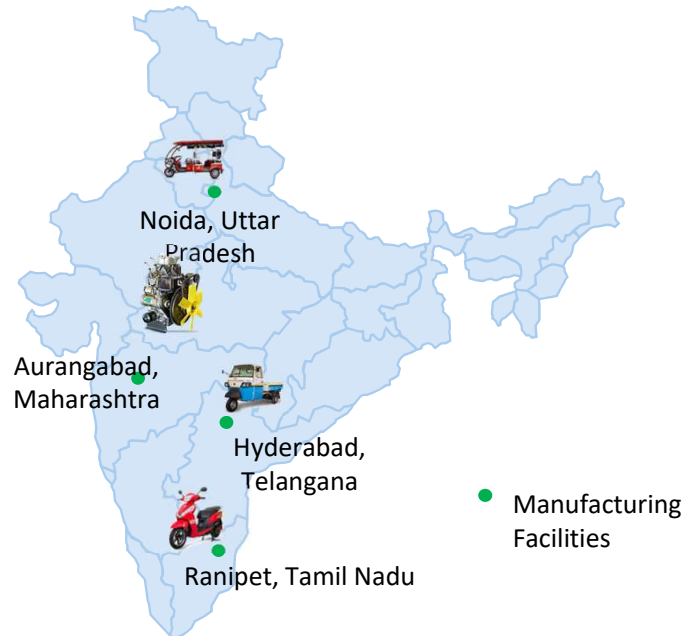 Noida, Uttar
Pradesh
Aurangabad,
Maharashtra
Hyderabad,
Telangana
Manufacturing
Facilities
Ranipet, Tamil Nadu